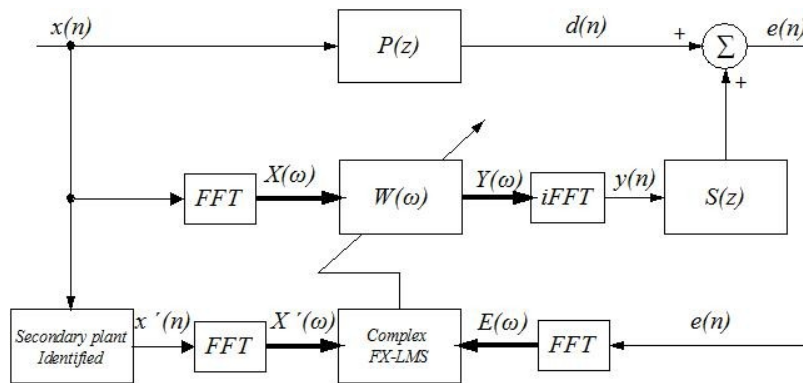 x(n)
P(z)
d(n)
+
Σ
e(n)
+
FFT
X(ω)
W(ω)
Y(ω)
iFFT
y(n)
S(z)
Secondary plant
Identified
x´(n)
FFT
X´(ω)
Complex
FX-LMS
E(ω)
FFT
e(n)